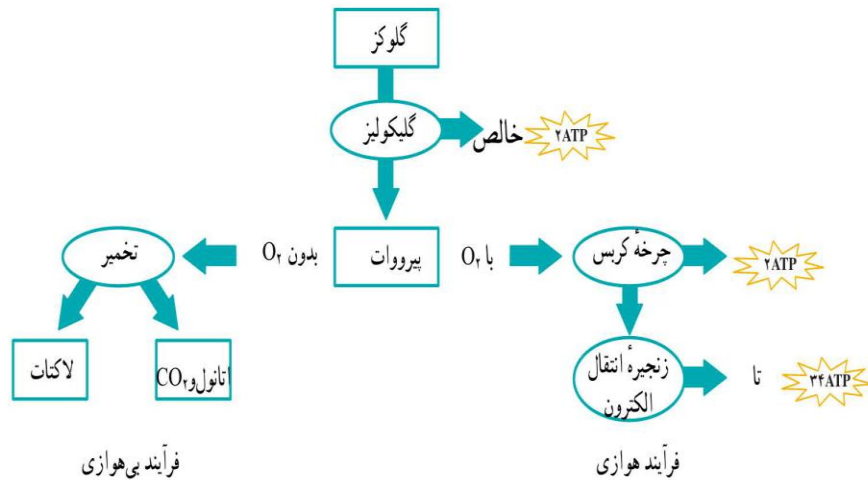 گلوکز
گلیکولیز
خالص
۲ATP
پیرووات
با O۲
چرخهٔ کربس
۲ATP
زنجیرهٔ انتقال
الکترون
تا
۳۴ATP
فرآیند هوازی
بدون O۲
تخمیر
اتانول وCO۲
لاکتات
فرآیند بی‌هوازی